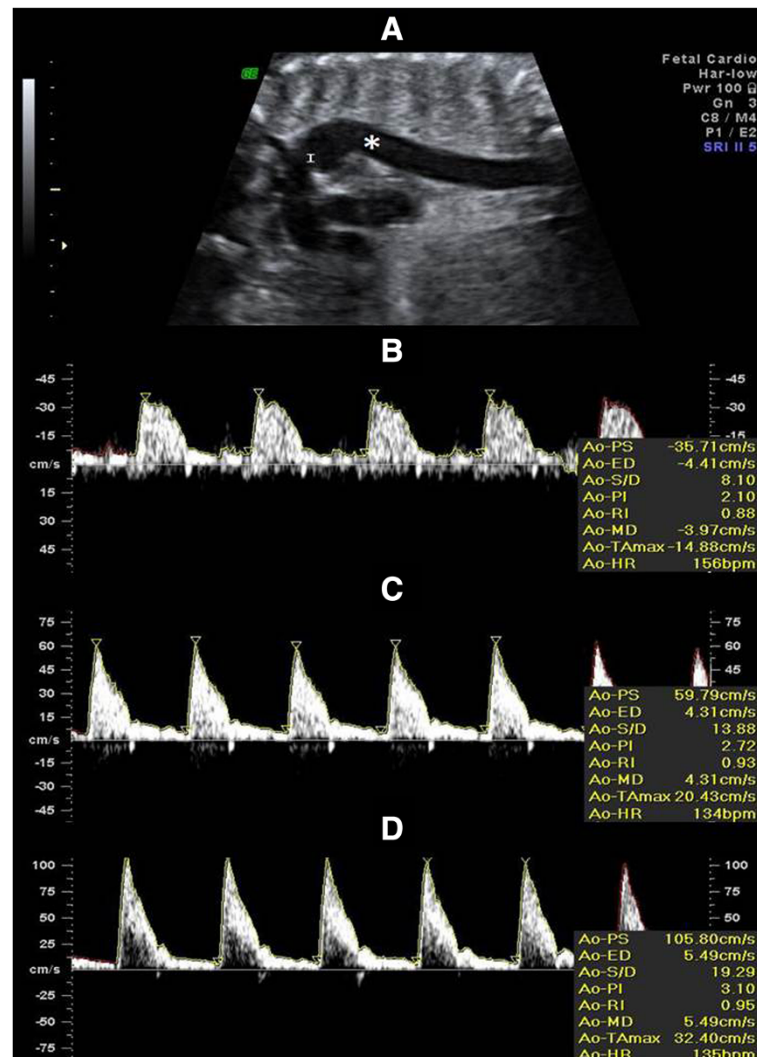 A
GE
Fetal Cardio
Har-low
Pwr 100
Gn 3
C8 / M4
P1 / E2
SRI II 5
*
I
B
-45 -45
-30 -30
-15 -15
cm/s
15
30
45
Ao-PS -35.71cm/s
Ao-ED -4.41cm/s
Ao-S/D 8.10
Ao-PI 2.10
Ao-RI 0.88
Ao-MD -3.97cm/s
Ao-TAmax -14.88cm/s
Ao-HR 156bpm
C
75 75
60 60
45 45
30
15
cm/s
-15
-30
-45
Ao-PS 59.79cm/s
Ao-ED 4.31cm/s
Ao-S/D 13.88
Ao-PI 2.72
Ao-RI 0.93
Ao-MD 4.31cm/s
Ao-TAmax 20.43cm/s
Ao-HR 134bpm
D
100 100
75 75
50 50
25
cm/s
-25
-50
-75
Ao-PS 105.80cm/s
Ao-ED 5.49cm/s
Ao-S/D 19.29
Ao-PI 3.10
Ao-RI 0.95
Ao-MD 5.49cm/s
Ao-TAmax 32.40cm/s
Ao-HR 135bpm